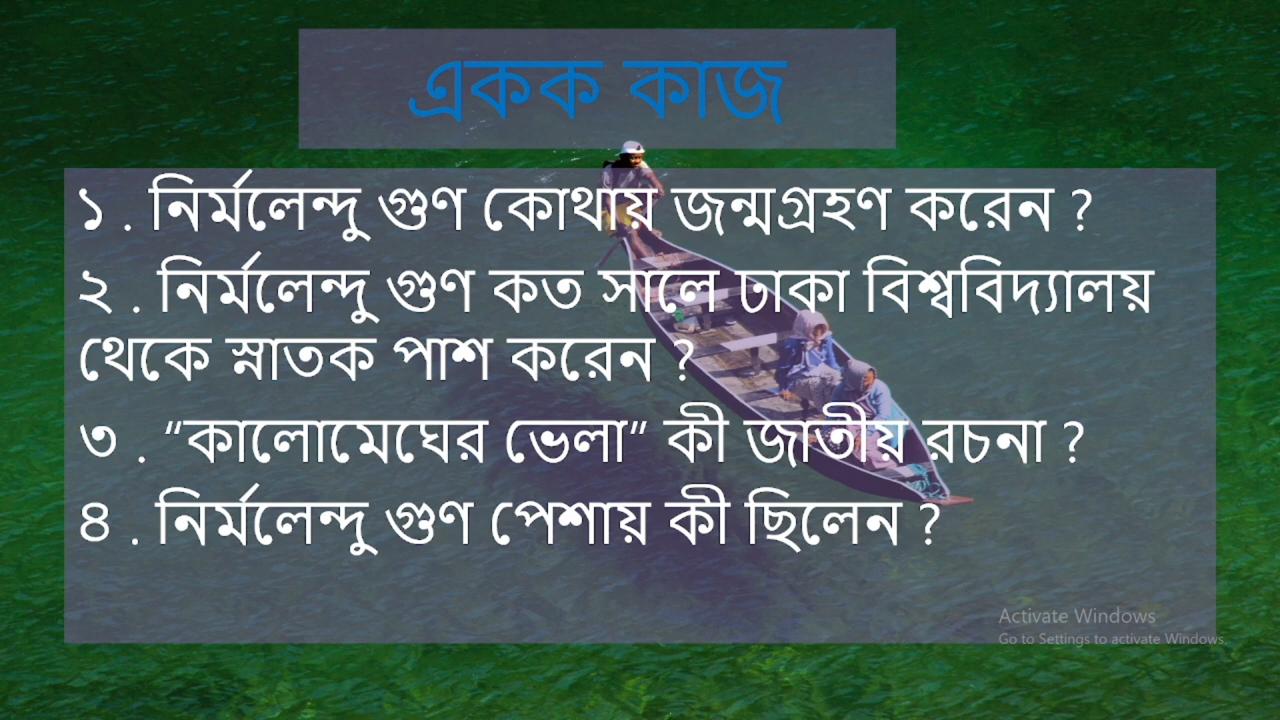 একক কাজ
১ . নির্মলেন্দু গুণ কোথায় জন্মগ্রহণ করেন ?
২ . নির্মলেন্দু গুণ কত সালে ঢাকা বিশ্ববিদ্যালয়
থেকে স্নাতক পাশ করেন ?
৩ . “কালোমেঘের ভেলা” কী জাতীয় রচনা ?
৪ . নির্মলেন্দু গুণ পেশায় কী ছিলেন ?
Activate Windows
Go to Settings to activate Windows.